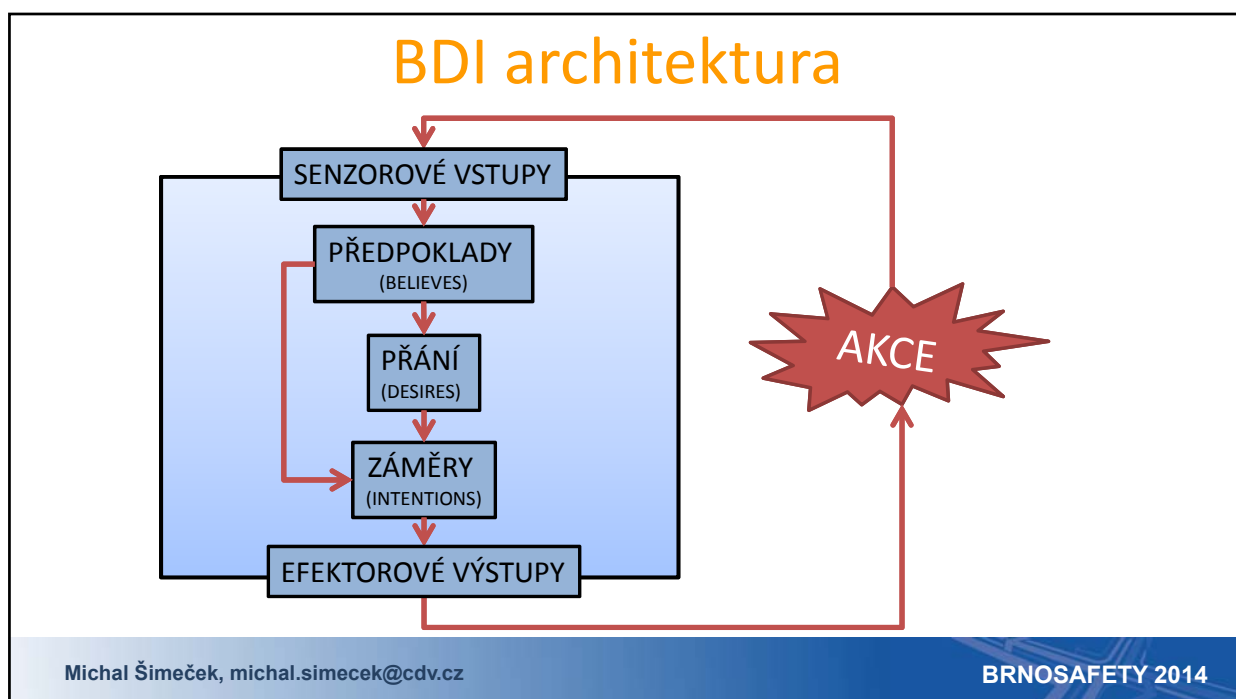 BDI architektura
SENZOROVÉ VSTUPY
PŘEDPOKLADY
(BELIEVES)
PŘÁNÍ
(DESIRES)
ZÁMĚRY
(INTENTIONS)
EFEKTOROVÉ VÝSTUPY
AKCE
Michal Šimeček, michal.simecek@cdv.cz
BRNOSAFETY 2014